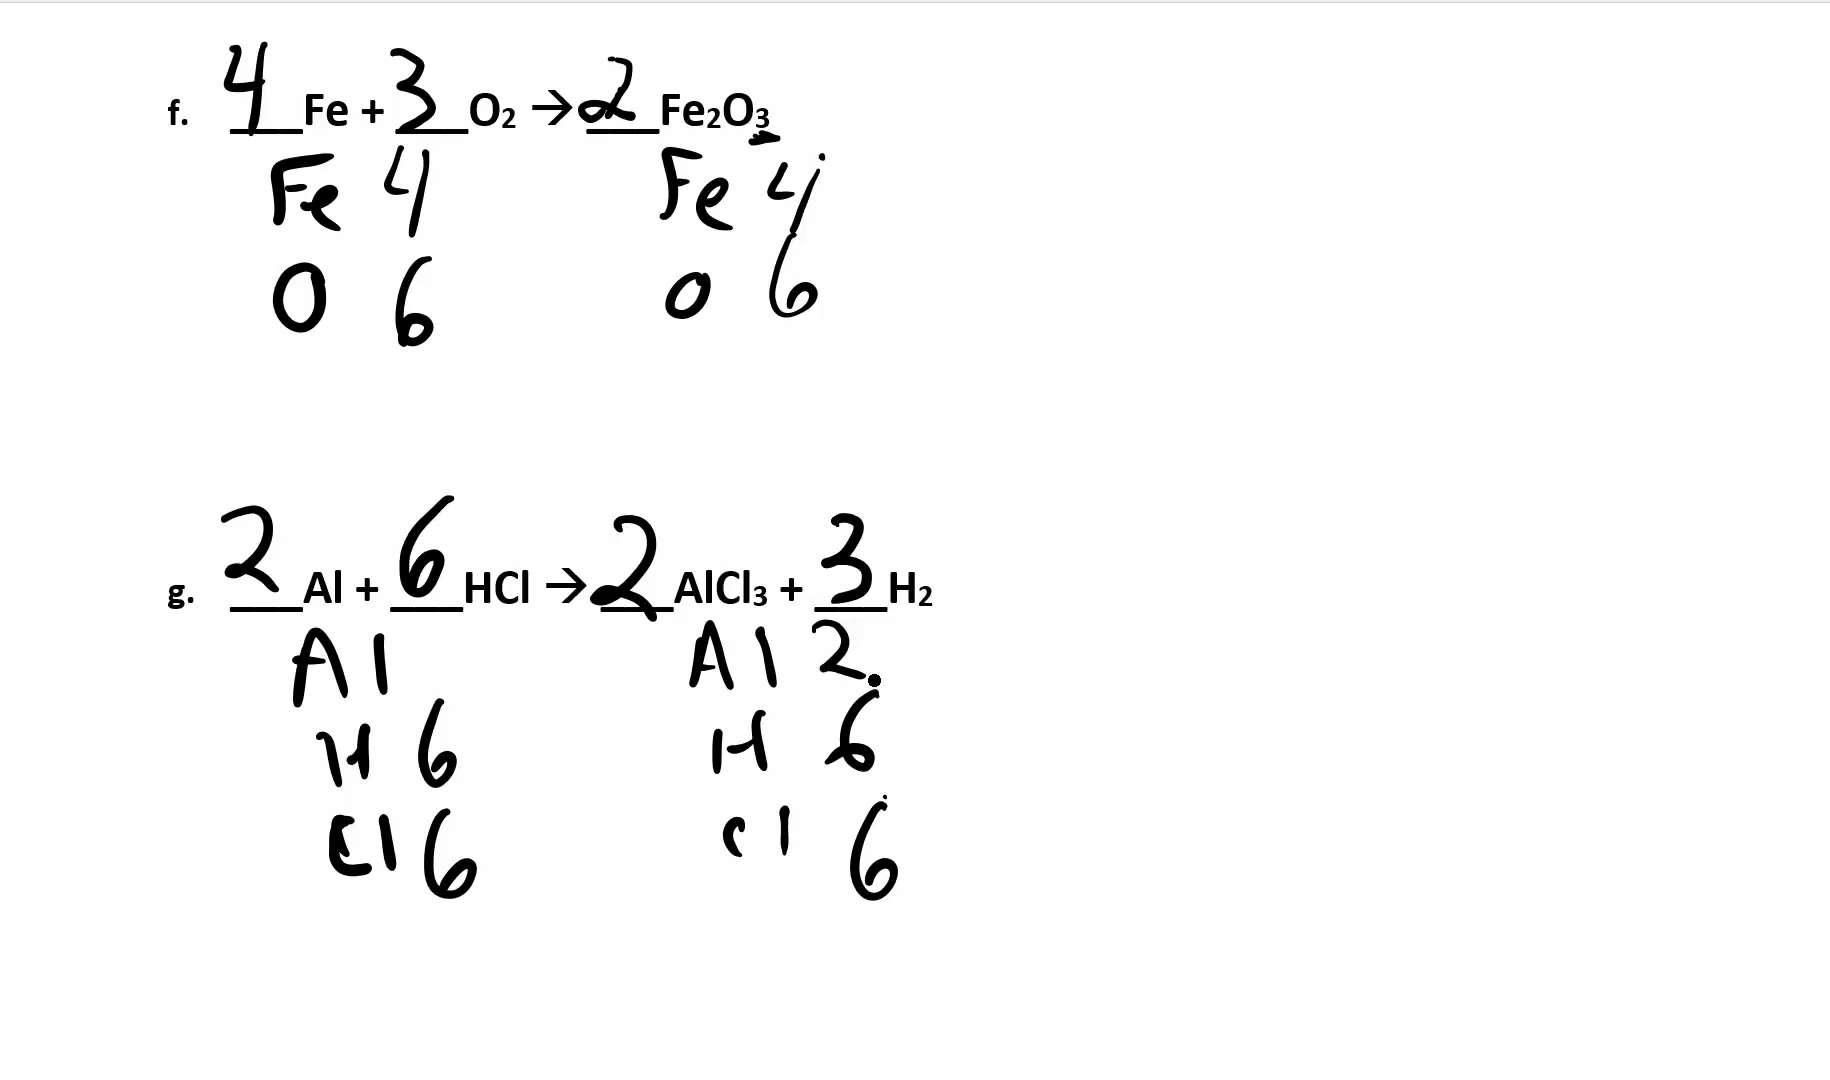 f. 4 Fe + 3 O2 → 2 Fe2O3
Fe 4 Fe 4
O 6 O 6
g. 2 Al + 6 HCl → 2 AlCl3 + 3 H2
Al Al 2
H 6 H 6
Cl 6 Cl 6